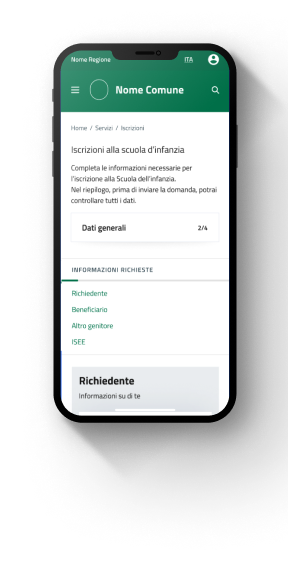 Nome Regione
ITA
Nome Comune
Home / Servizi / Iscrizioni
Iscrizioni alla scuola d'infanzia
Completa le informazioni necessarie per
l'iscrizione alla Scuola dell'infanzia.
Nel riepilogo, prima di inviare la domanda, potrai
controllare tutti i dati.
Dati generali 2/4
INFORMAZIONI RICHIESTE
Richiedente
Beneficiario
Altro genitore
ISEE
Richiedente
Informazioni su di te